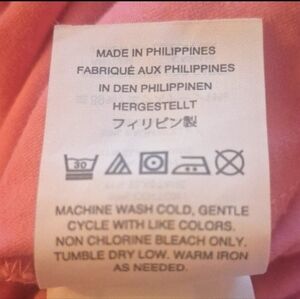 MADE IN PHILIPPINES
FABRIQUÉ AUX PHILIPPINES
IN DEN PHILIPPINEN
HERGESTELLT
フィリピン製
30
MACHINE WASH COLD, GENTLE
CYCLE WITH LIKE COLORS.
NON CHLORINE BLEACH ONLY.
TUMBLE DRY LOW. WARM IRON
AS NEEDED.